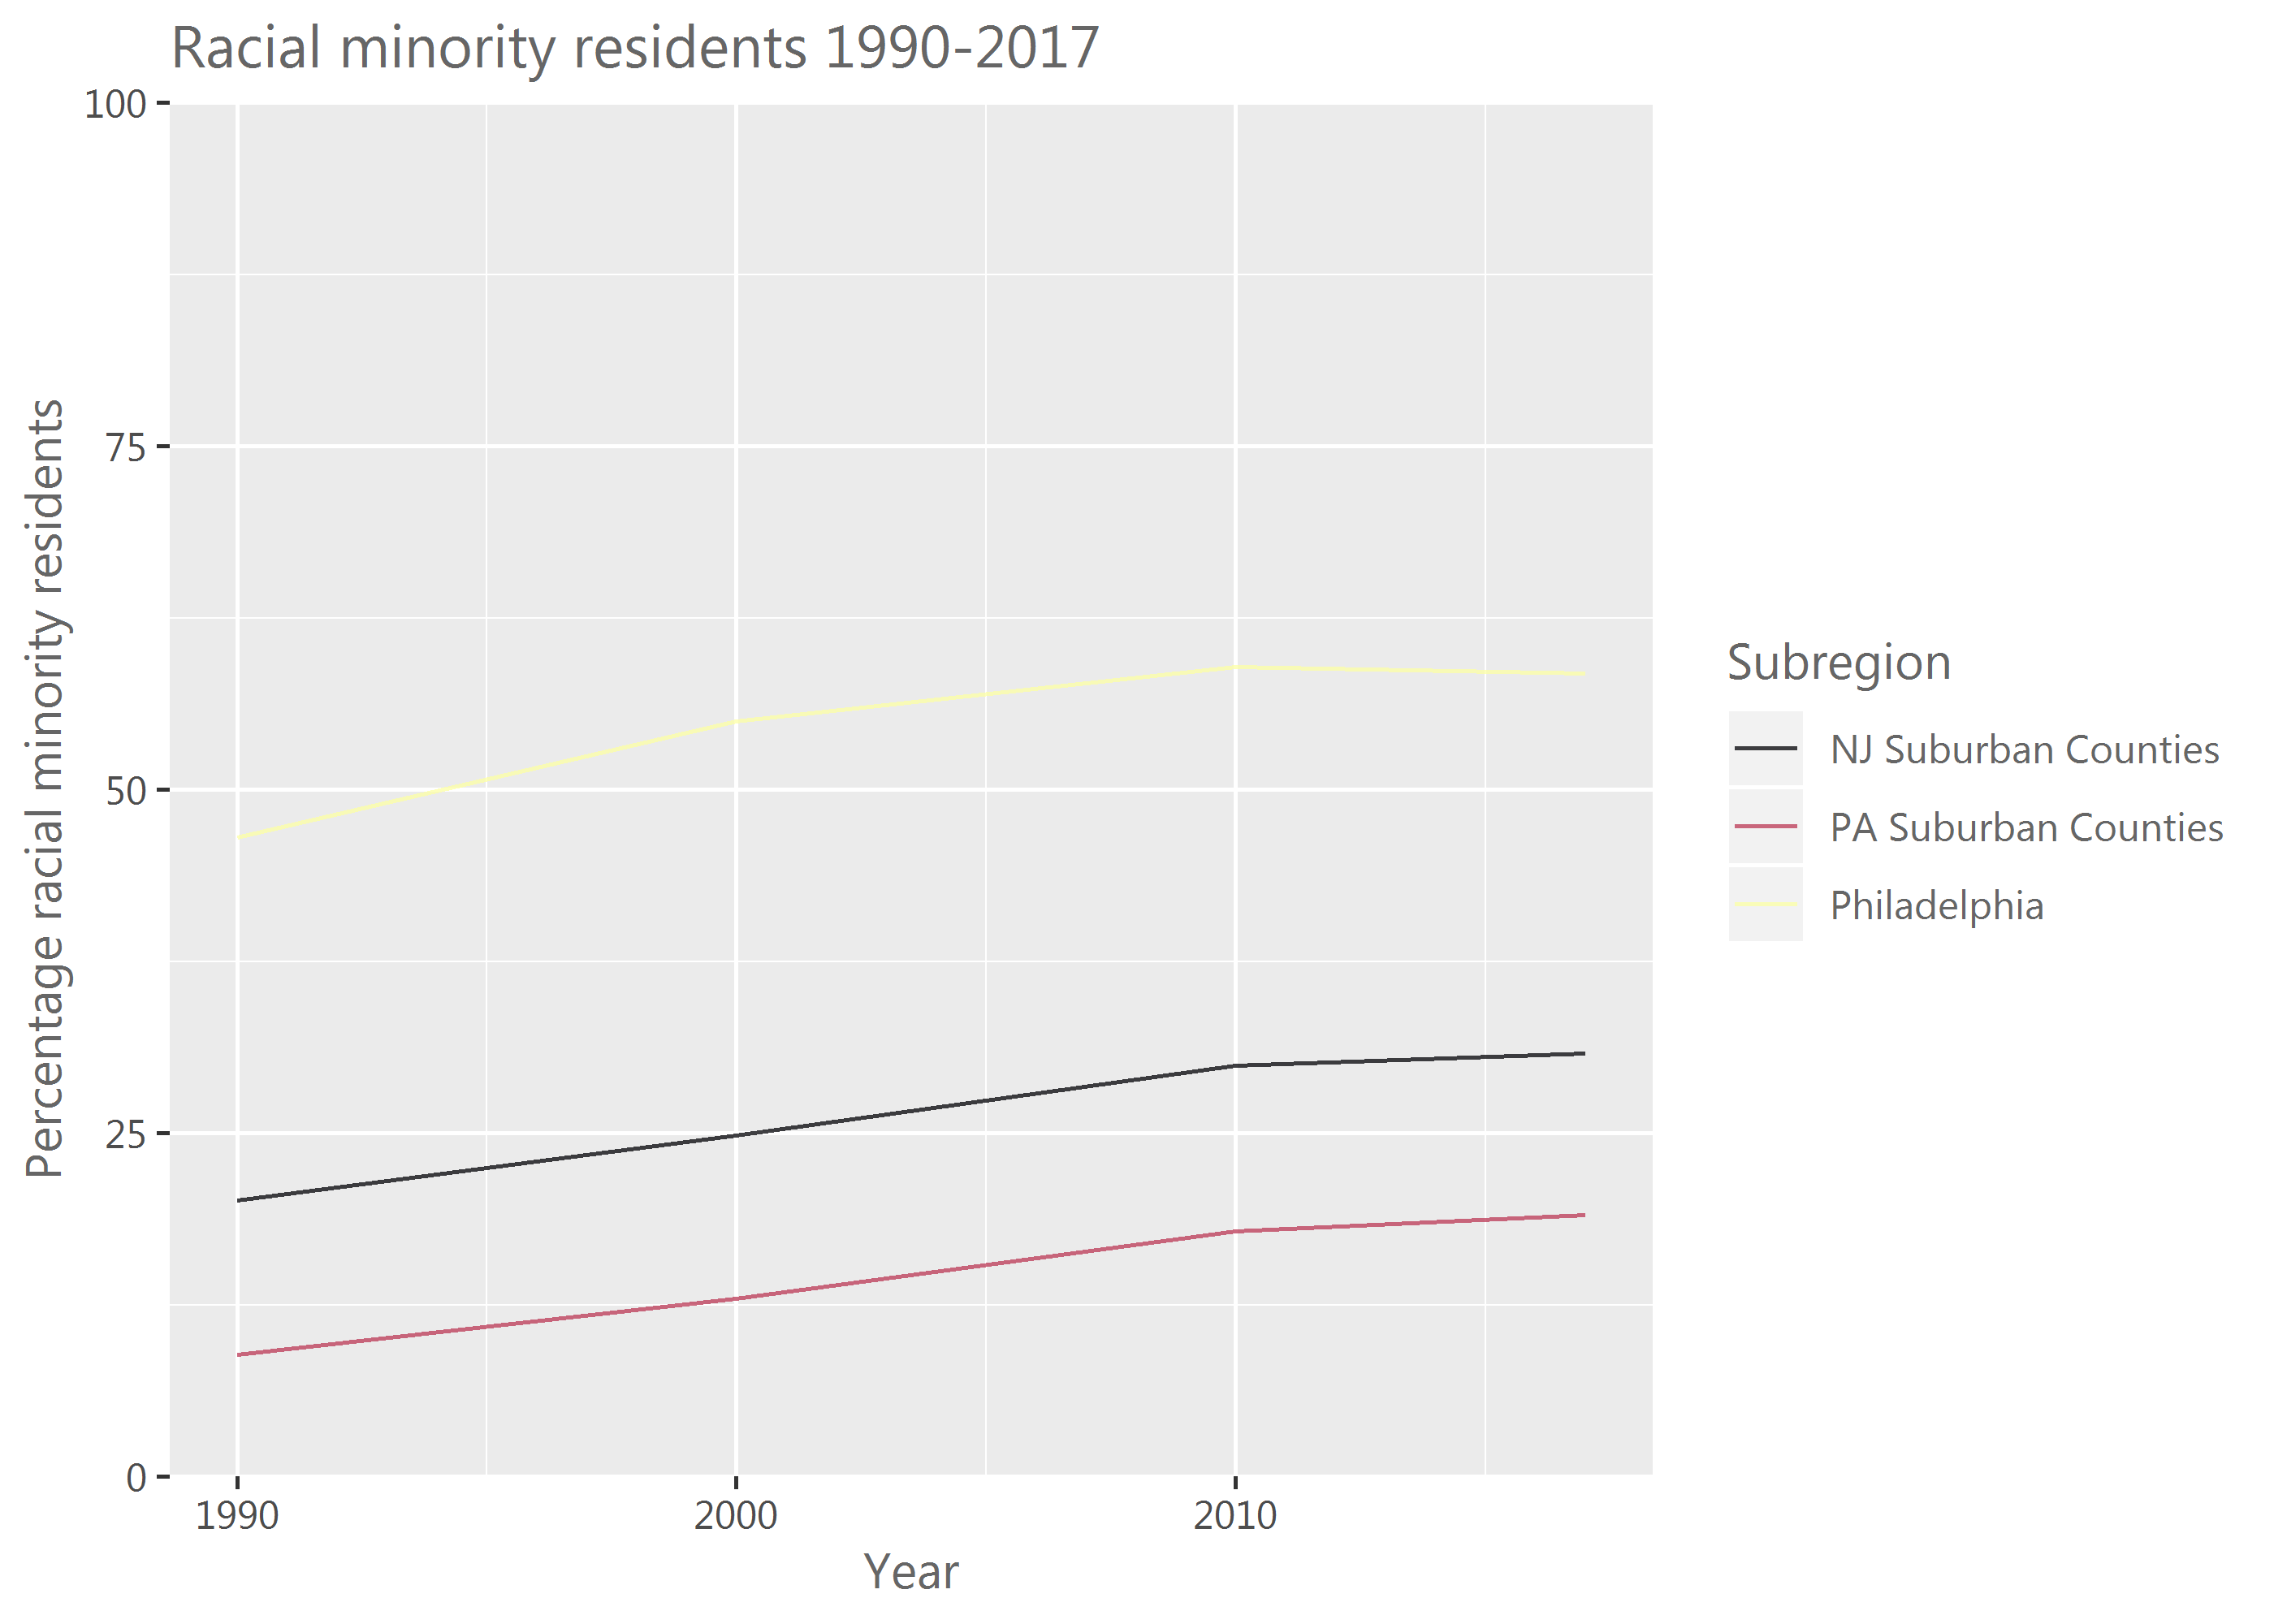 Racial minority residents 1990-2017
Percentage racial minority residents
100
75
50
25
0
1990 2000 2010
Year
Subregion
NJ Suburban Counties
PA Suburban Counties
Philadelphia